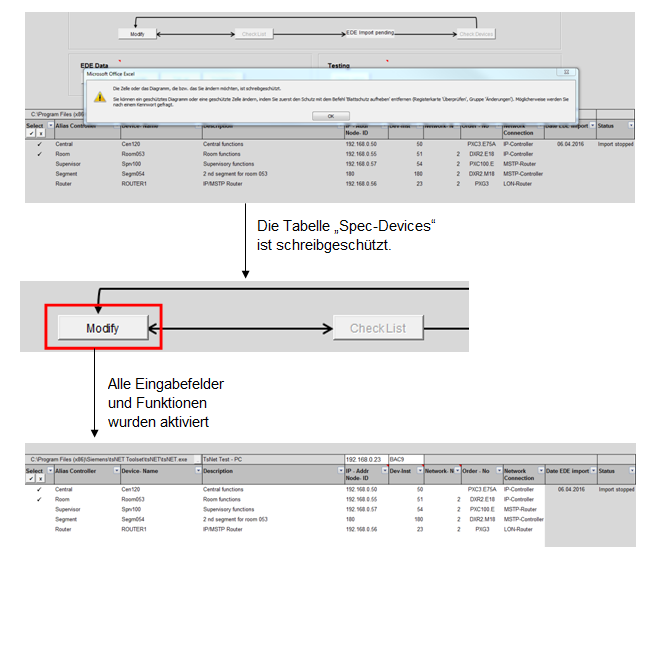 Modify CheckList EDE Import pending Check Devices
EDE Data Testing
Microsoft Office Excel
Die Zelle oder das Diagramm, die bzw. das Sie ändern möchten, ist schreibgeschützt.
Sie können ein geschütztes Diagramm oder eine geschützte Zelle ändern, indem Sie zuerst den Schutz mit dem Befehl 'Blattschutz aufheben' entfernen (Registerkarte 'Überprüfen', Gruppe 'Änderungen'). Möglicherweise werden Sie
nach einem Kennwort gefragt.
OK
C:\Program Files (x86)
Select Alias Controller Device- Name Description IP - Addr Dev-Inst Network- N Order - No Network Date EDE import Status
Node- ID Connection
✓ Central Cen120 Central functions 192.168.0.50 50 PXC3.E75A IP-Controller 06.04.2016 Import stopped
✓ Room Room053 Room functions 192.168.0.55 51 2 DXR2.E18 IP-Controller
Supervisor Sprv100 Supervisory functions 192.168.0.57 54 2 PXC100.E MSTP-Router
Segment Segm054 2 nd segment for room 053 180 180 2 DXR2.M18 MSTP-Controller
Router ROUTER1 IP/MSTP Router 192.168.0.56 23 2 PXG3 LON-Router
Die Tabelle „Spec-Devices“
ist schreibgeschützt.
Modify CheckList
Alle Eingabefelder
und Funktionen
wurden aktiviert
C:\Program Files (x86)\Siemens\tsNET Toolset\tsNET\tsNET.exe ... TsNet Test - PC 192.168.0.23 BAC9
Select Alias Controller Device- Name Description IP - Addr Dev-Inst Network- N Order - No Network Date EDE import Status
Node- ID Connection
✓ Central Cen120 Central functions 192.168.0.50 50 PXC3.E75A IP-Controller 06.04.2016 Import stopped
✓ Room Room053 Room functions 192.168.0.55 51 2 DXR2.E18 IP-Controller
Supervisor Sprv100 Supervisory functions 192.168.0.57 54 2 PXC100.E MSTP-Router
Segment Segm054 2 nd segment for room 053 180 180 2 DXR2.M18 MSTP-Controller
Router ROUTER1 IP/MSTP Router 192.168.0.56 23 2 PXG3 LON-Router